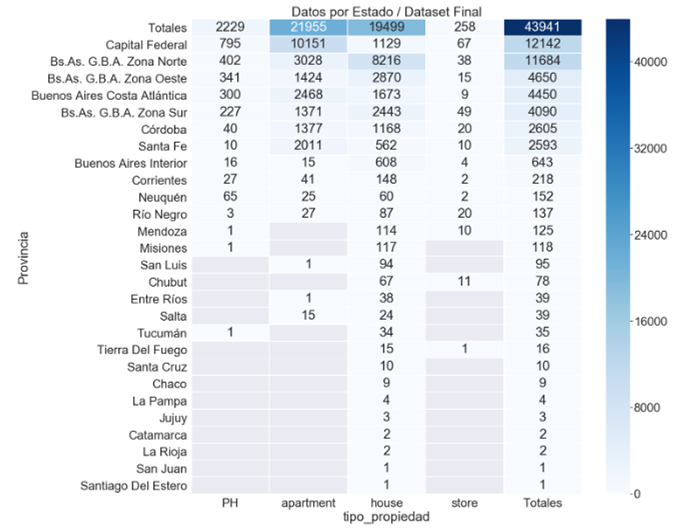 Datos por Estado / Dataset Final
Totales 2229 21955 19499 258 43941
Capital Federal 795 10151 1129 67 12142
Bs.As. G.B.A. Zona Norte 402 3028 8216 38 11684
Bs.As. G.B.A. Zona Oeste 341 1424 2870 15 4650
Buenos Aires Costa Atlántica 300 2468 1673 9 4450
Bs.As. G.B.A. Zona Sur 227 1371 2443 49 4090
Córdoba 40 1377 1168 20 2605
Santa Fe 10 2011 562 10 2593
Buenos Aires Interior 16 15 608 4 643
Corrientes 27 41 148 2 218
Neuquén 65 25 60 2 152
Río Negro 3 27 87 20 137
Mendoza 1 114 10 125
Misiones 1 117 118
San Luis 1 94 95
Chubut 67 11 78
Entre Ríos 1 38 39
Salta 15 24 39
Tucumán 1 34 35
Tierra Del Fuego 15 1 16
Santa Cruz 10 10
Chaco 9 9
La Pampa 4 4
Jujuy 3 3
Catamarca 2 2
La Rioja 2 2
San Juan 1 1
Santiago Del Estero 1 1
PH apartment house store Totales
tipo_propiedad
Provincia
40000
32000
24000
16000
8000
0